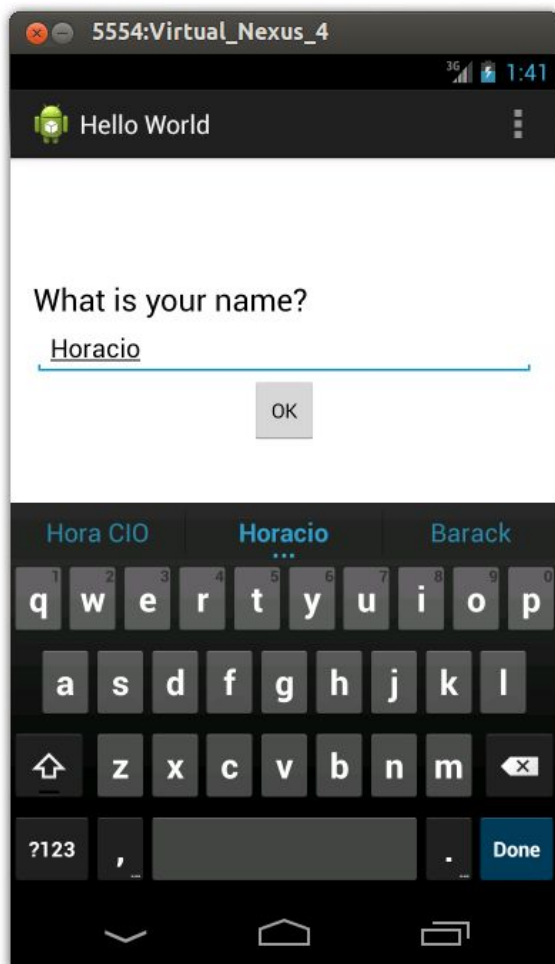 5554:Virtual_Nexus_4
3G 1:41
Hello World
What is your name?
Horacio
OK
Hora CIO Horacio Barack
1 2 3 4 5 6 7 8 9 0
q w e r t y u i o p
a s d f g h j k l
z x c v b n m
?123 , ... . ... Done